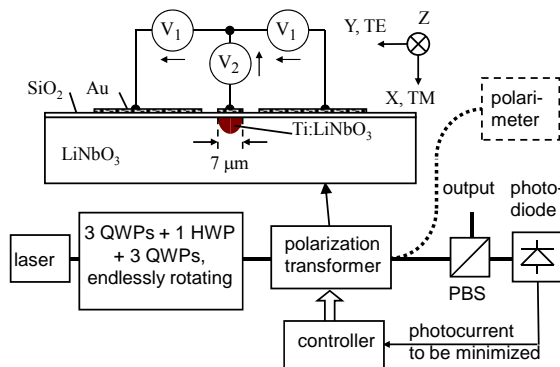 V1
V1
V2
Z
Y, TE
X, TM
SiO2
Au
Ti:LiNbO3
LiNbO3
7 μm
polari-
meter
output
photo-
diode
laser
3 QWPs + 1 HWP
+ 3 QWPs,
endlessly rotating
polarization
transformer
PBS
controller
photocurrent
to be minimized